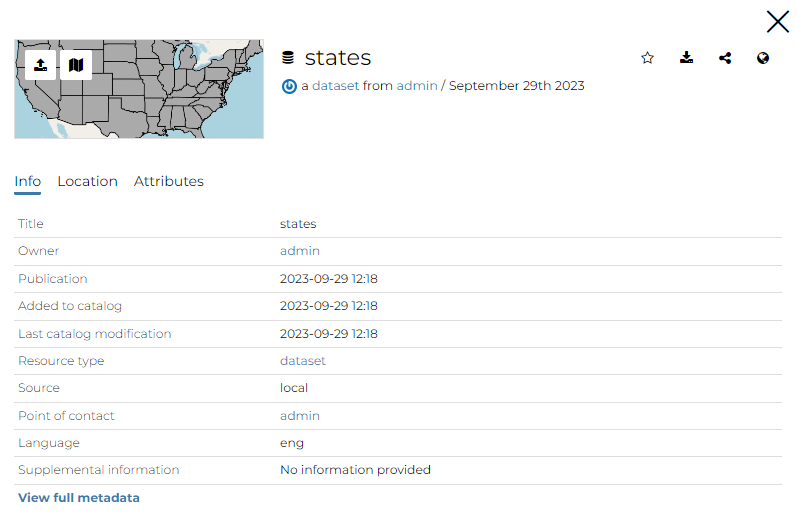 states
a dataset from admin / September 29th 2023
Info Location Attributes
Title states
Owner admin
Publication 2023-09-29 12:18
Added to catalog 2023-09-29 12:18
Last catalog modification 2023-09-29 12:18
Resource type dataset
Source local
Point of contact admin
Language eng
Supplemental information No information provided
View full metadata